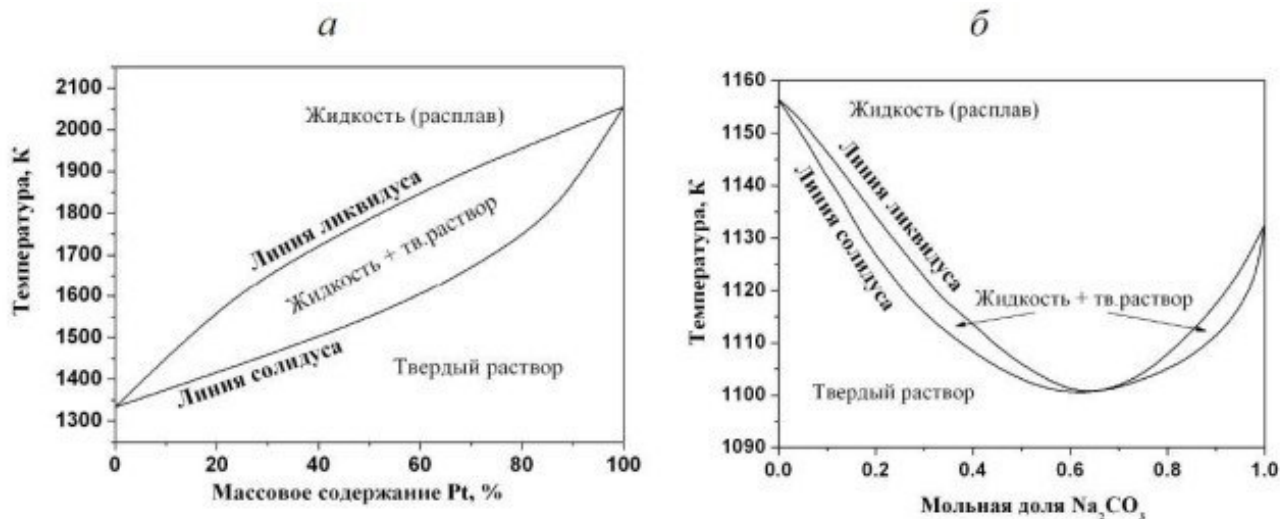 а
Температура, К
2100
2000
1900
1800
1700
1600
1500
1400
1300
Жидкость (расплав)
Линия ликвидуса
Жидкость + тв.раствор
Линия солидуса
Твердый раствор
0 20 40 60 80 100
Массовое содержание Pt, %
б
Температура, К
1160
1150
1140
1130
1120
1110
1100
1090
Жидкость (расплав)
Линия ликвидуса
Линия солидуса
Жидкость + тв.раствор
Твердый раствор
0.0 0.2 0.4 0.6 0.8 1.0
Мольная доля Na₂CO₃